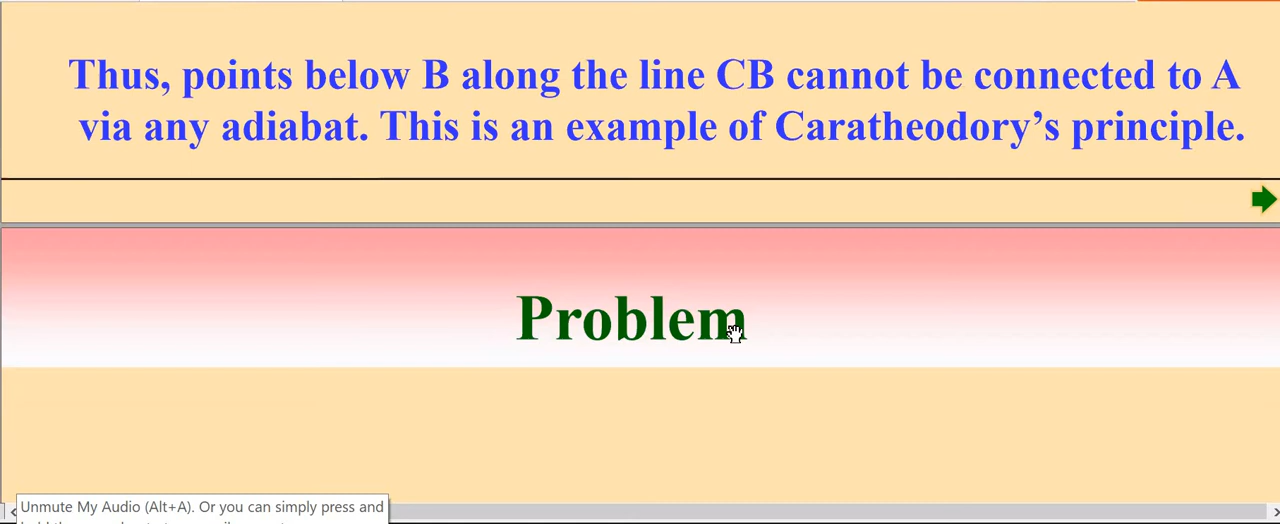 Thus, points below B along the line CB cannot be connected to A
via any adiabat. This is an example of Caratheodory’s principle.
Problem
Unmute My Audio (Alt+A). Or you can simply press and